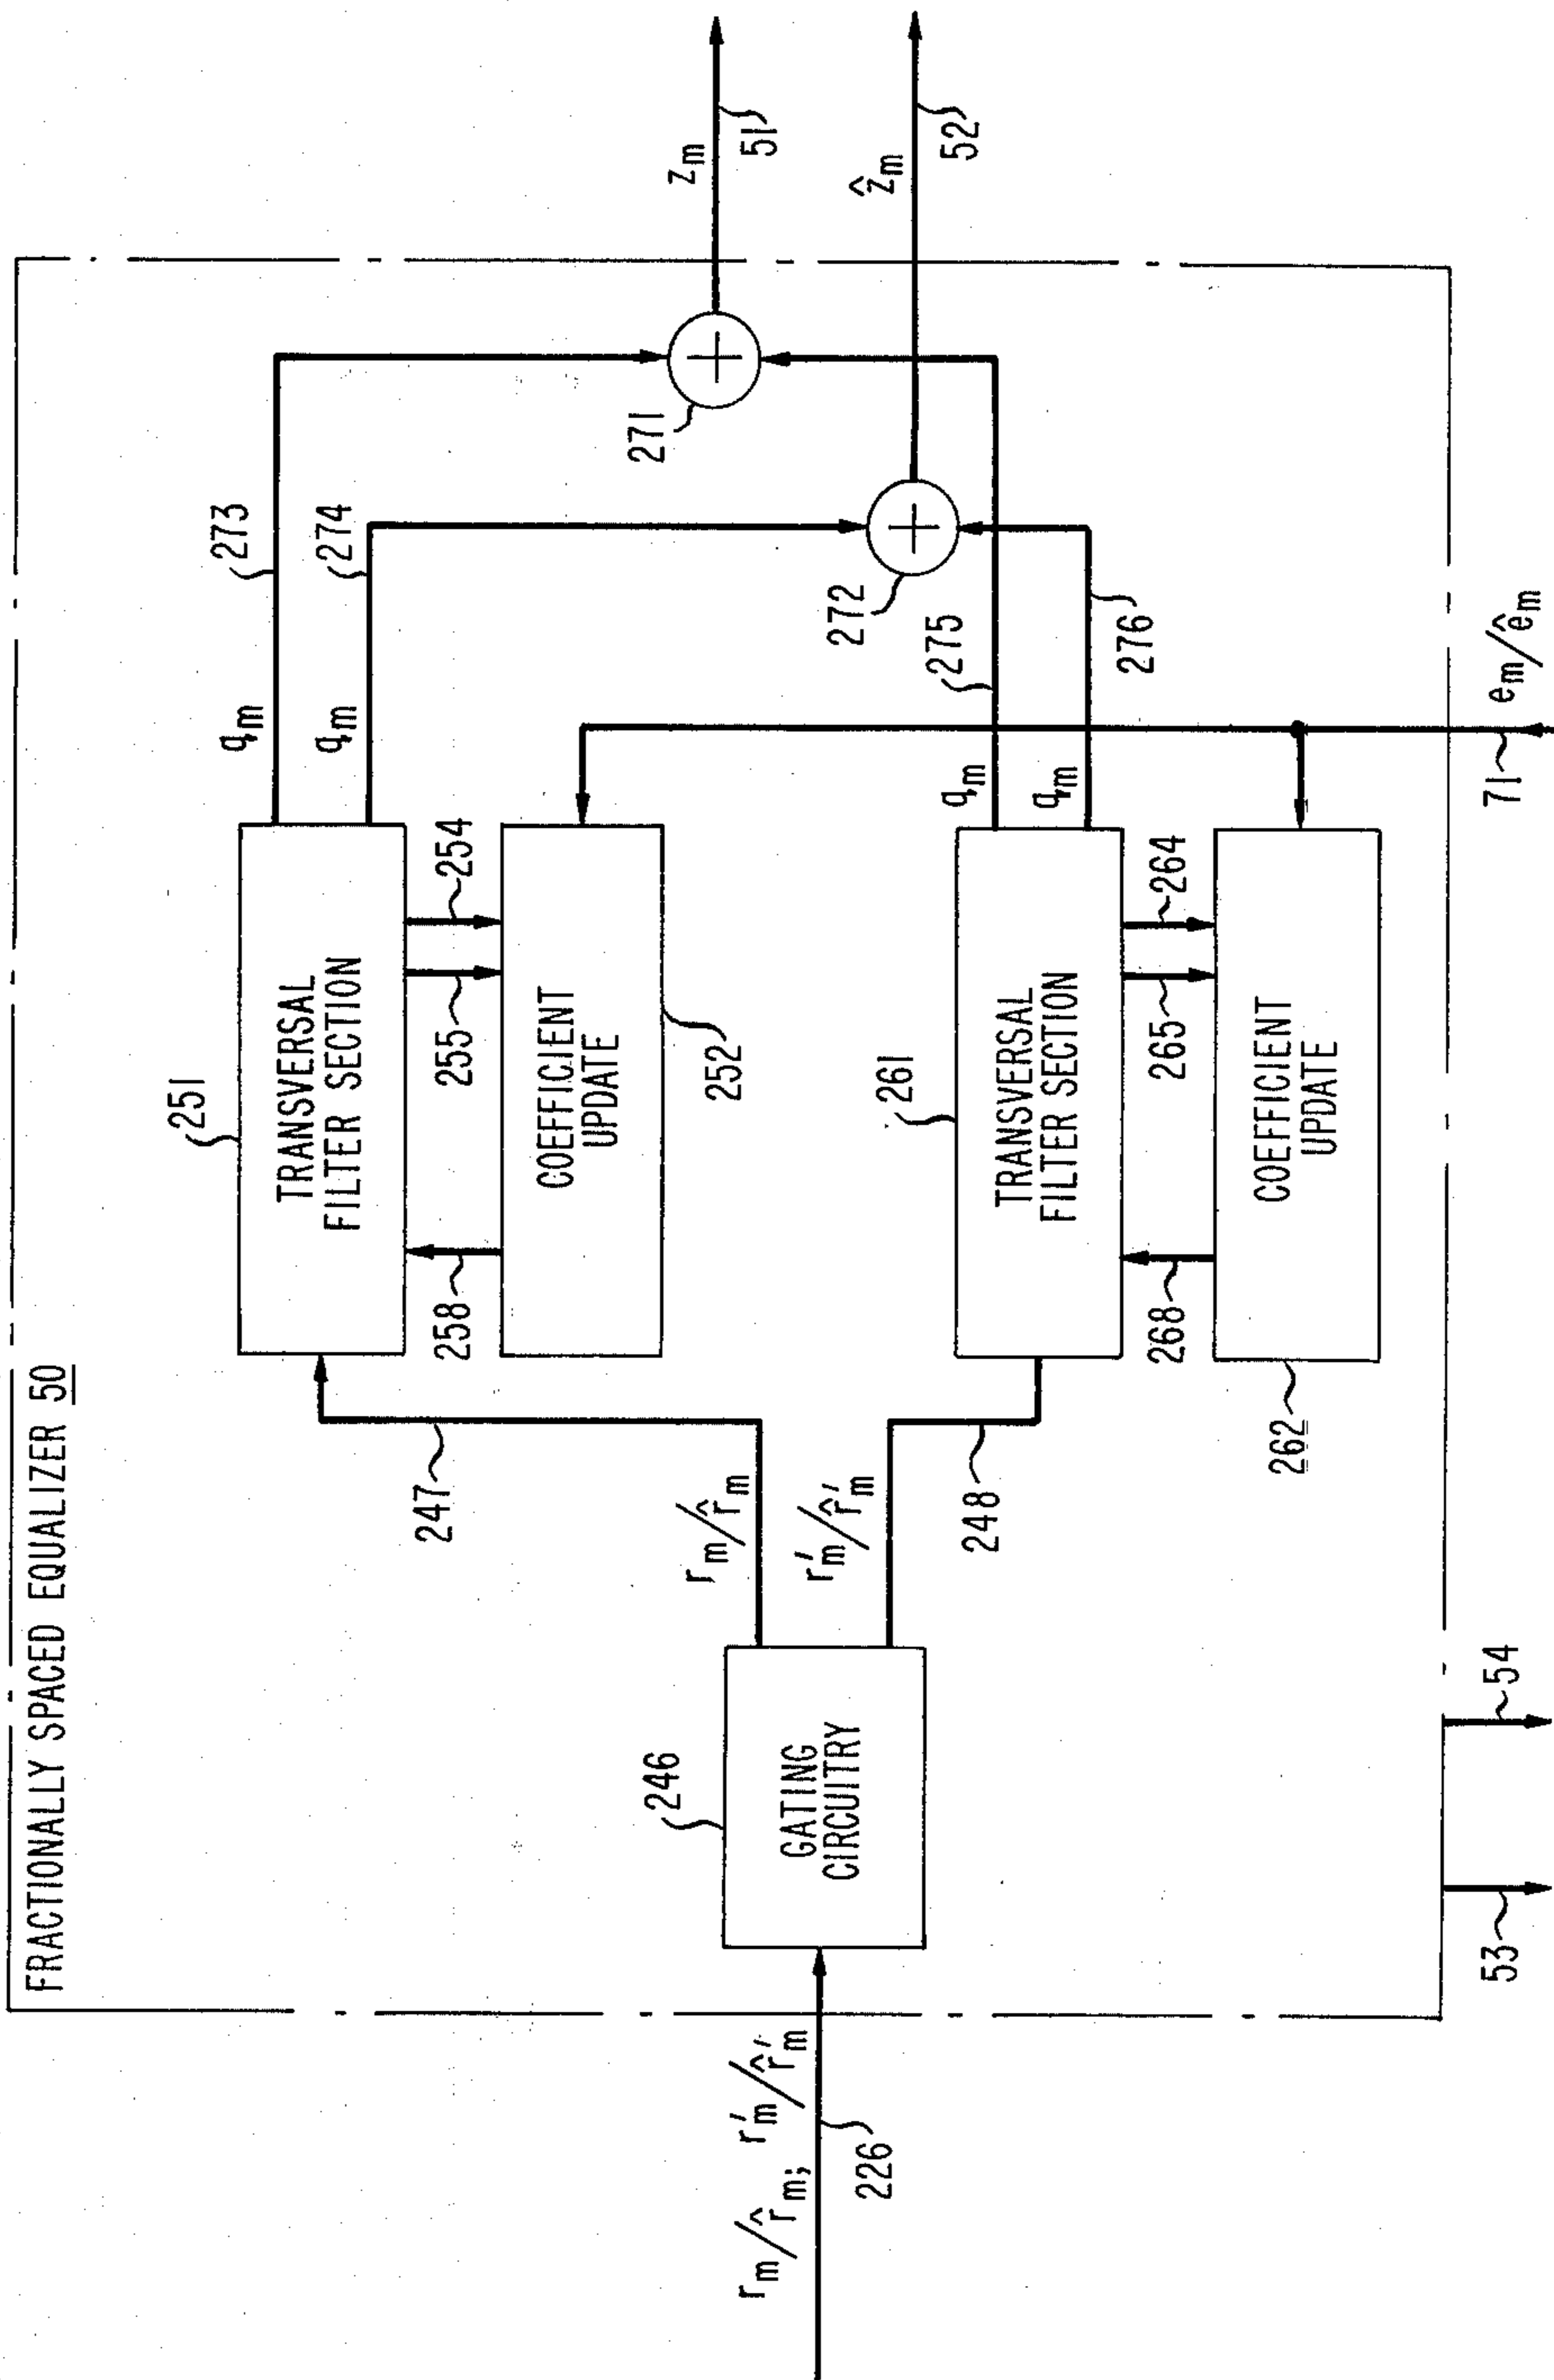 FRACTIONALLY SPACED EQUALIZER 50
r_m/r̂_m; r'_m/r̂'_m
226
246
GATING
CIRCUITRY
r_m/r̂_m
247
r'_m/r̂'_m
248
251
TRANSVERSAL
FILTER SECTION
258
255
254
COEFFICIENT
UPDATE
252
261
TRANSVERSAL
FILTER SECTION
268
265
264
COEFFICIENT
UPDATE
262
q_m
273
q_m
274
q_m
275
q_m
276
271
272
z_m
51
ẑ_m
52
71
e_m/ê_m
53
54